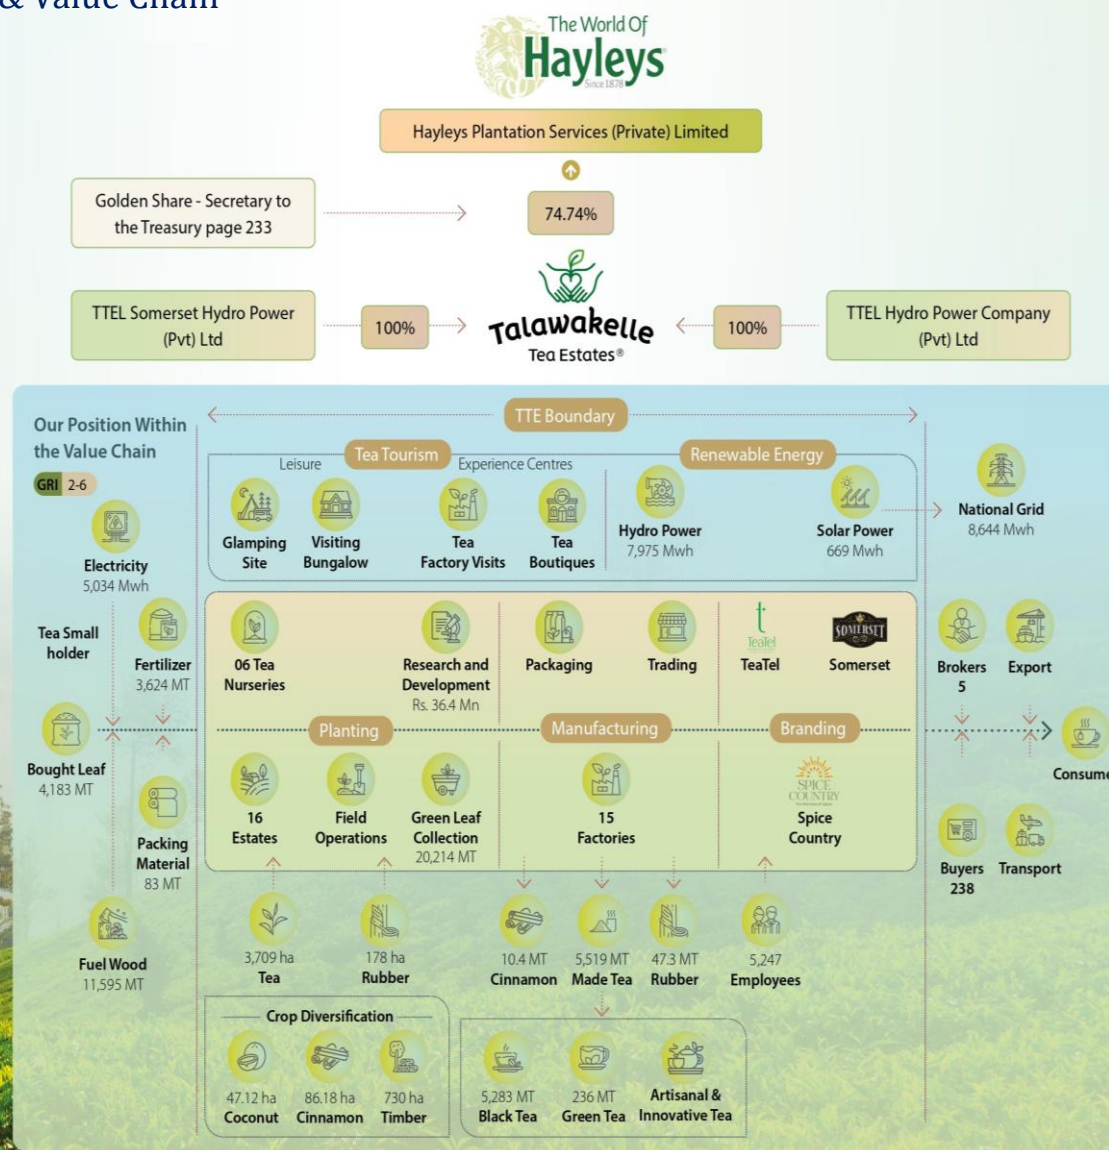 & Value Chain
The World Of
Hayleys
Since 1878
Hayleys Plantation Services (Private) Limited
Golden Share - Secretary to
the Treasury page 233
74.74%
TTEL Somerset Hydro Power
(Pvt) Ltd
100%
Talawakelle
Tea Estates®
100%
TTEL Hydro Power Company
(Pvt) Ltd
Our Position Within
the Value Chain
GRI 2-6
TTE Boundary
Tea Tourism
Leisure
Experience Centres
Renewable Energy
Glamping
Site
Visiting
Bungalow
Tea
Factory Visits
Tea
Boutiques
Hydro Power
7,975 Mwh
Solar Power
669 Mwh
National Grid
8,644 Mwh
Electricity
5,034 Mwh
Tea Small
holder
Fertilizer
3,624 MT
06 Tea
Nurseries
Research and
Development
Rs. 36.4 Mn
Packaging
Trading
TeaTel
TeaTel
SOMERSET
Somerset
Brokers
5
Export
Planting
Manufacturing
Branding
Bought Leaf
4,183 MT
Packing
Material
83 MT
Fuel Wood
11,595 MT
16
Estates
Field
Operations
Green Leaf
Collection
20,214 MT
15
Factories
SPICE
COUNTRY
Spice
Country
Consume
Buyers
238
Transport
3,709 ha
Tea
178 ha
Rubber
10.4 MT
Cinnamon
5,519 MT
Made Tea
47.3 MT
Rubber
5,247
Employees
Crop Diversification
47.12 ha
Coconut
86.18 ha
Cinnamon
730 ha
Timber
5,283 MT
Black Tea
236 MT
Green Tea
Artisanal &
Innovative Tea